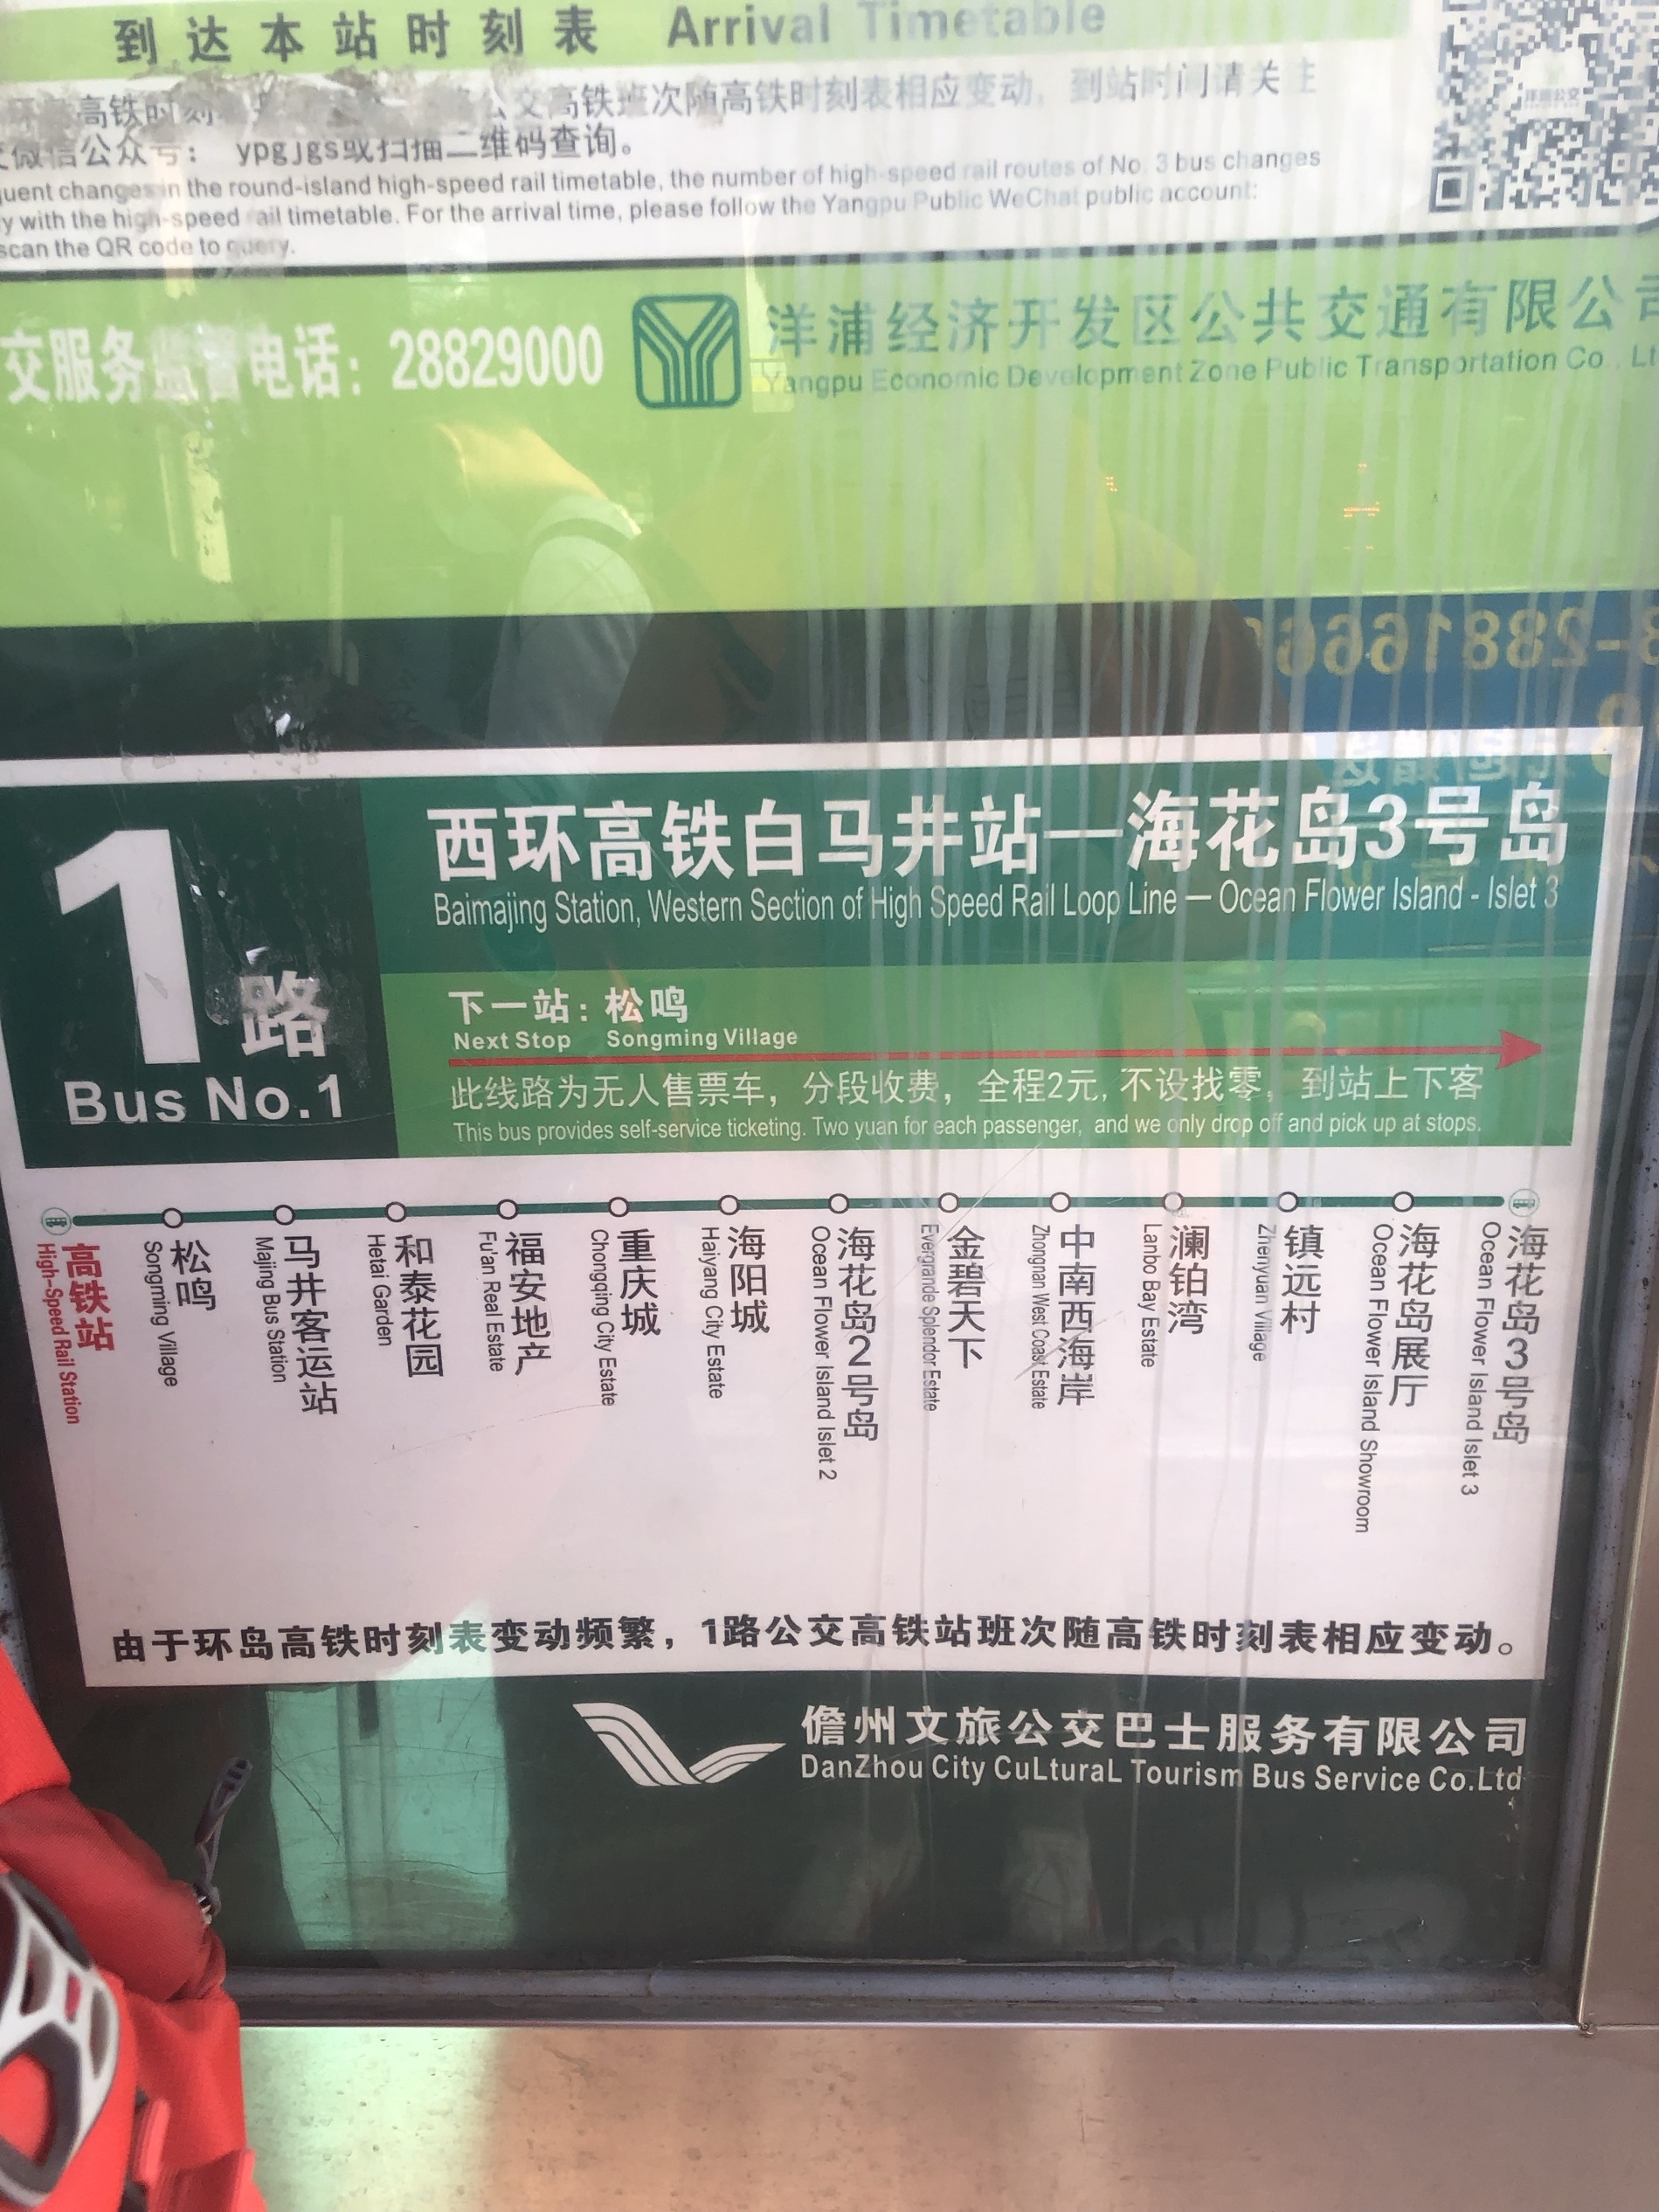 到达本站时刻表 Arrival Timetable
高铁时刻 公交高铁班次随高铁时刻表相应变动，到站时间请关注
微信公众号： ypgjgs或扫描二维码查询。
quent changes in the round-island high-speed rail timetable, the number of high-speed rail routes of No. 3 bus changes
ly with the high-speed rail timetable. For the arrival time, please follow the Yangpu Public WeChat public account:
scan the QR code to query.
交服务监督电话：28829000
洋浦经济开发区公共交通有限公司
Yangpu Economic Development Zone Public Transportation Co., Lt
1路
Bus No.1
西环高铁白马井站—海花岛3号岛
Baimajing Station, Western Section of High Speed Rail Loop Line — Ocean Flower Island - Islet 3
下一站：松鸣
Next Stop Songming Village
此线路为无人售票车，分段收费，全程2元，不设找零，到站上下客
This bus provides self-service ticketing. Two yuan for each passenger, and we only drop off and pick up at stops.
高铁站
High-Speed Rail Station
松鸣
Songming Village
马井客运站
Majing Bus Station
和泰花园
Hetai Garden
福安地产
Fu'an Real Estate
重庆城
Chongqing City Estate
海阳城
Haiyang City Estate
海花岛2号岛
Ocean Flower Island Islet 2
金碧天下
Evergrande Splendor Estate
中南西海岸
Zhongnan West Coast Estate
澜铂湾
Lanbo Bay Estate
镇远村
Zhenyuan Village
海花岛展厅
Ocean Flower Island Showroom
海花岛3号岛
Ocean Flower Island Islet 3
由于环岛高铁时刻表变动频繁，1路公交高铁站班次随高铁时刻表相应变动。
儋州文旅公交巴士服务有限公司
DanZhou City CuLturaL Tourism Bus Service Co.Ltd